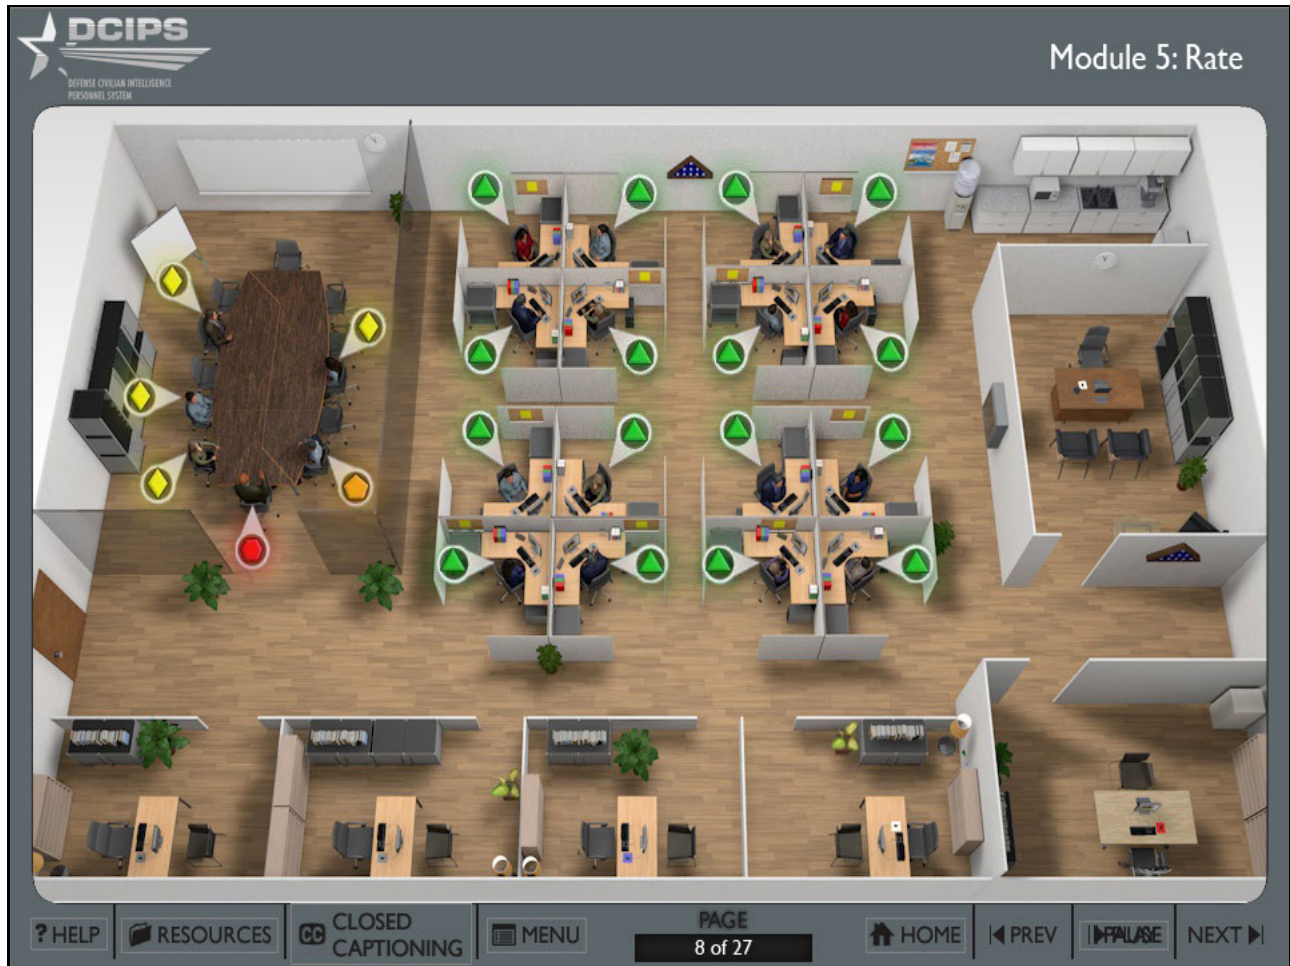 DCIPS
DEFENSE CIVILIAN INTELLIGENCE
PERSONNEL SYSTEM
Module 5: Rate
? HELP
RESOURCES
CC CLOSED
CAPTIONING
MENU
PAGE
8 of 27
HOME
PREV
NEXT